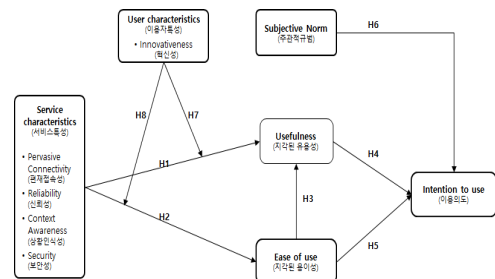 User characteristics
(이용자특성)
• Innovativeness
(혁신성)
Subjective Norm
(주관적규범)
H6
H8
H7
Service
characteristics
(서비스특성)
• Pervasive
Connectivity
(편재접속성)
• Reliability
(신뢰성)
• Context
Awareness
(상황인식성)
• Security
(보안성)
H1
H2
Usefulness
(지각된 유용성)
H3
H4
Intention to use
(이용의도)
H5
Ease of use
(지각된 용이성)